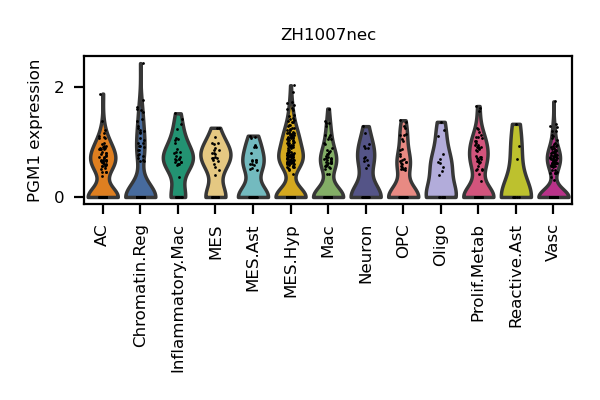 ZH1007nec
PGM1 expression
2
0
AC
Chromatin.Reg
Inflammatory.Mac
MES
MES.Ast
MES.Hyp
Mac
Neuron
OPC
Oligo
Prolif.Metab
Reactive.Ast
Vasc